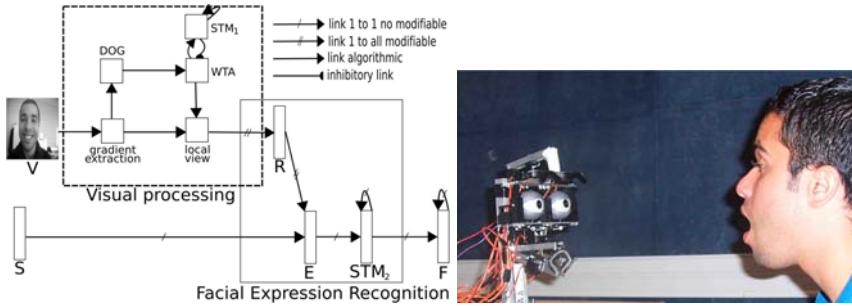 STM1
link 1 to 1 no modifiable
link 1 to all modifiable
link algorithmic
inhibitory link
DOG
WTA
gradient
extraction
local
view
V
R
Visual processing
S
E
STM2
F
Facial Expression Recognition